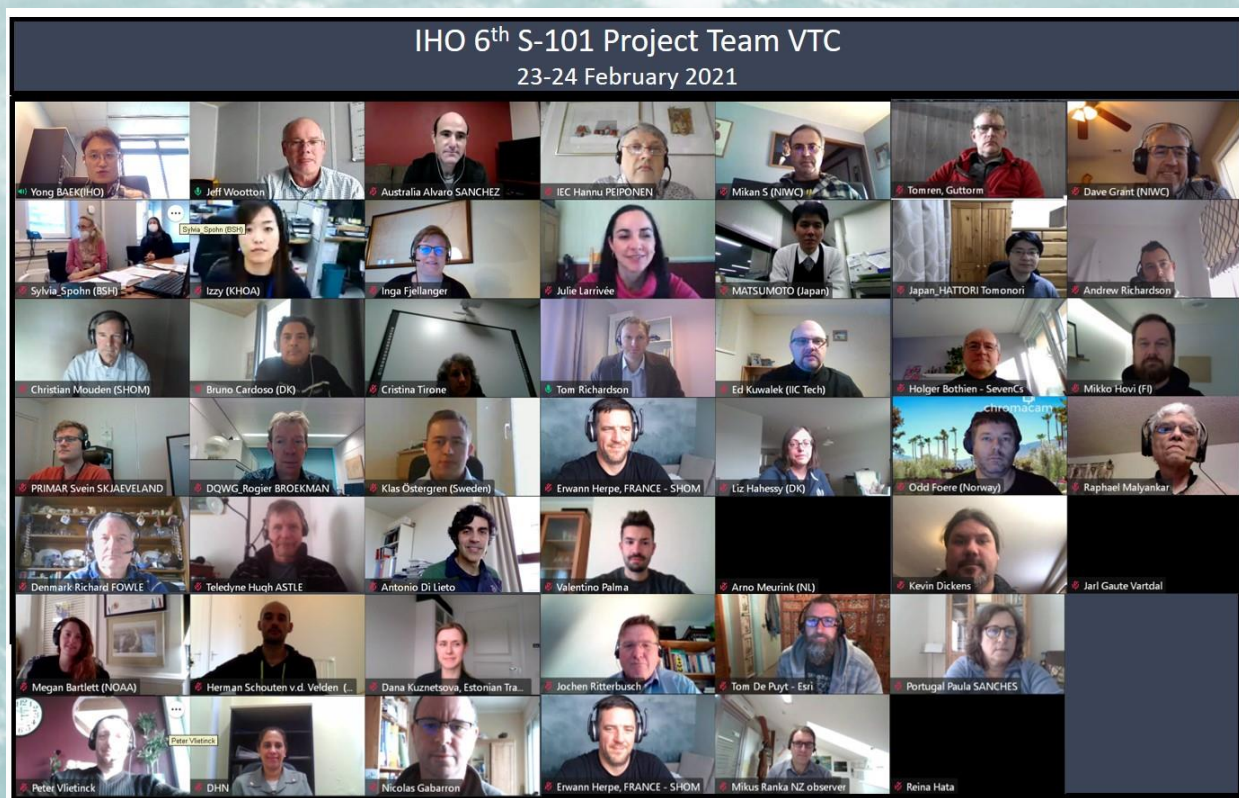 IHO 6th S-101 Project Team VTC
23-24 February 2021
Yong BAEK(IHO)
Jeff Wootton
Australia Alvaro SANCHEZ
IEC Hannu PEIPONEN
Mikan S (NIWC)
Tomren, Guttorm
Dave Grant (NIWC)
Sylvia_Spohn (BSH)
Sylvia_Spohn (BSH)
Izzy (KHOA)
Inga Fjellanger
Julie Larrivée
MATSUMOTO (Japan)
Japan_HATTORI Tomonori
Andrew Richardson
Christian Mouden (SHOM)
Bruno Cardoso (DK)
Cristina Tirone
Tom Richardson
Ed Kuwalek (IIC Tech)
Holger Bothien - SevenCs
Mikko Hovi (FI)
chromacam
PRIMAR Svein SKJAEVELAND
DQWG_Rogier BROEKMAN
Klas Östergren (Sweden)
Erwann Herpe, FRANCE - SHOM
Liz Hahessy (DK)
Odd Foere (Norway)
Raphael Malyankar
Denmark Richard FOWLE
Teledyne Hugh ASTLE
Antonio Di Lieto
Valentino Palma
Arno Meurink (NL)
Kevin Dickens
Jarl Gaute Vartdal
Megan Bartlett (NOAA)
Herman Schouten v.d. Velden (...
Dana Kuznetsova, Estonian Tra...
Jochen Ritterbusch
Tom De Puyt - Esri
Portugal Paula SANCHES
Peter Vlietinck
Peter Vlietinck
DHN
Nicolas Gabarron
Erwann Herpe, FRANCE - SHOM
Mikus Ranka NZ observer
Reina Hata